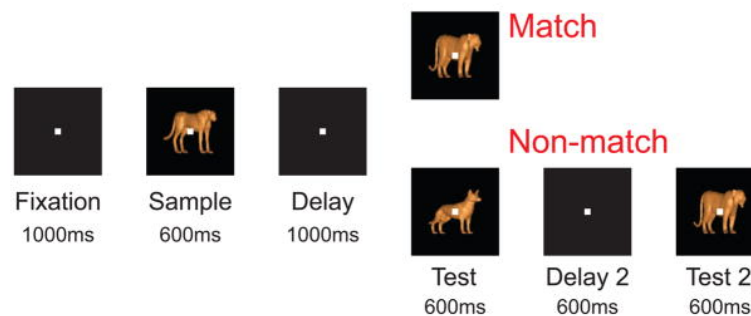 Match
Non-match
Fixation
1000ms
Sample
600ms
Delay
1000ms
Test
600ms
Delay 2
600ms
Test 2
600ms